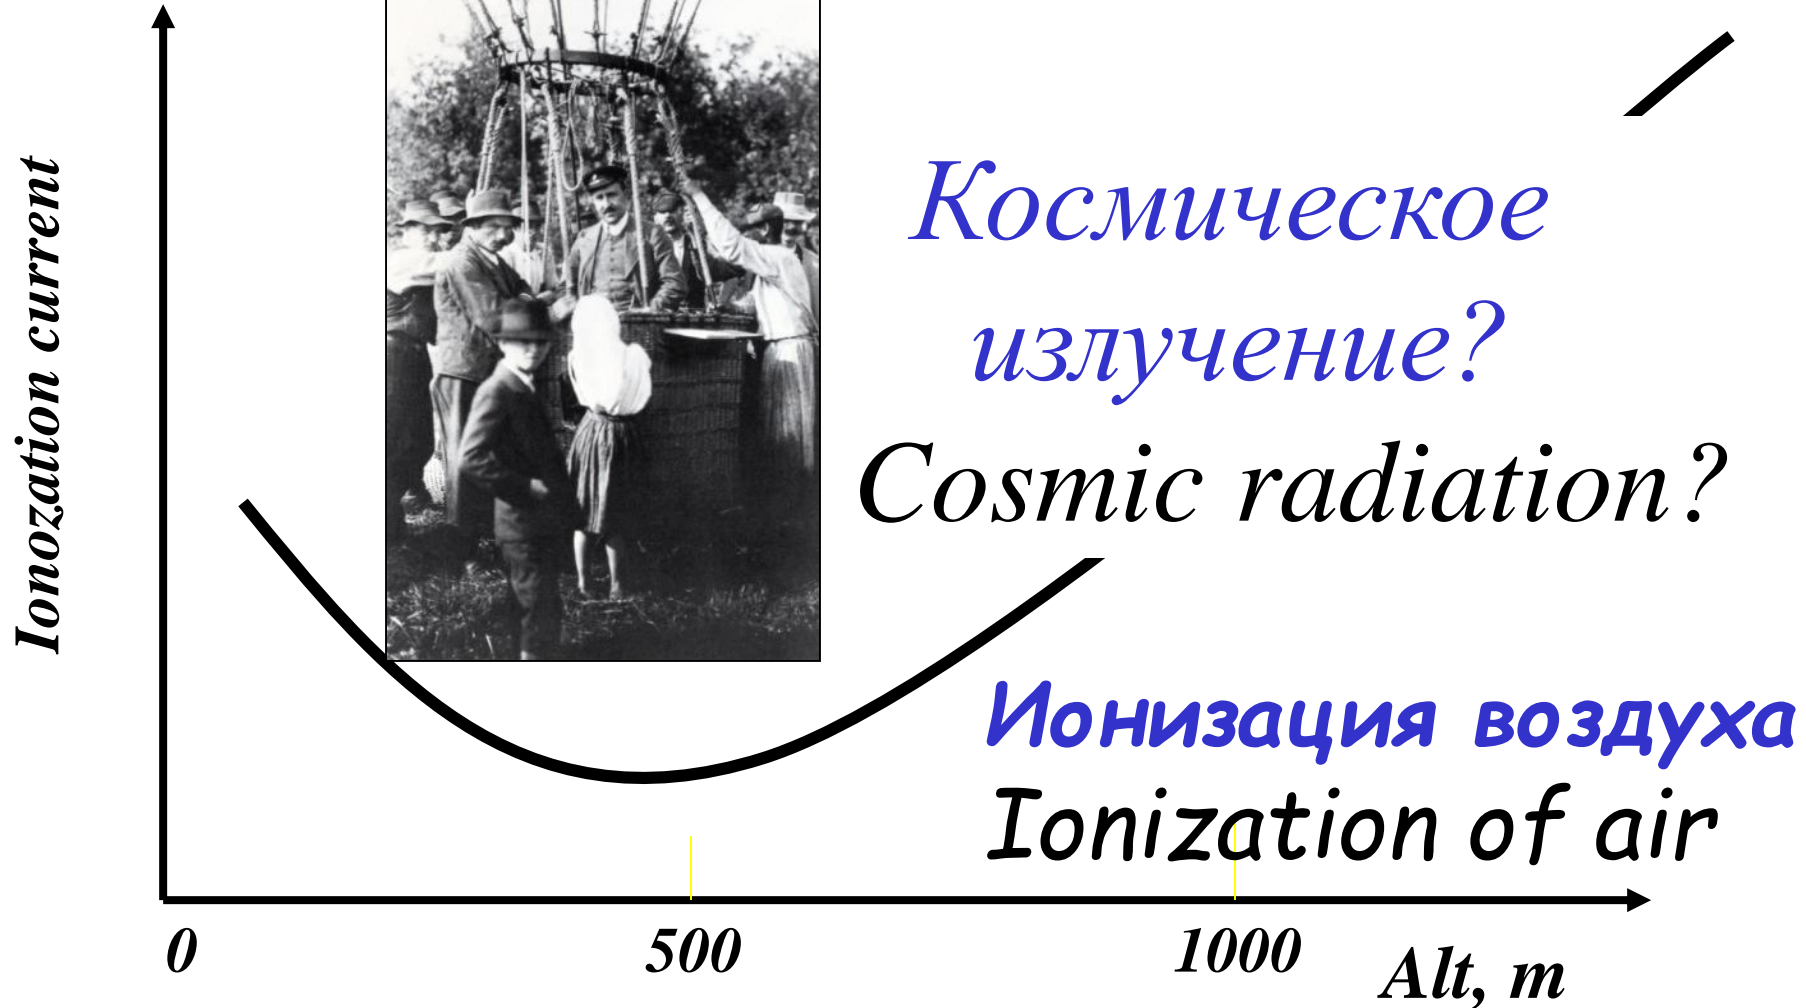 Ionozation current
Космическое
излучение?
Cosmic radiation?
Ионизация воздуха
Ionization of air
0
500
1000
Alt, m